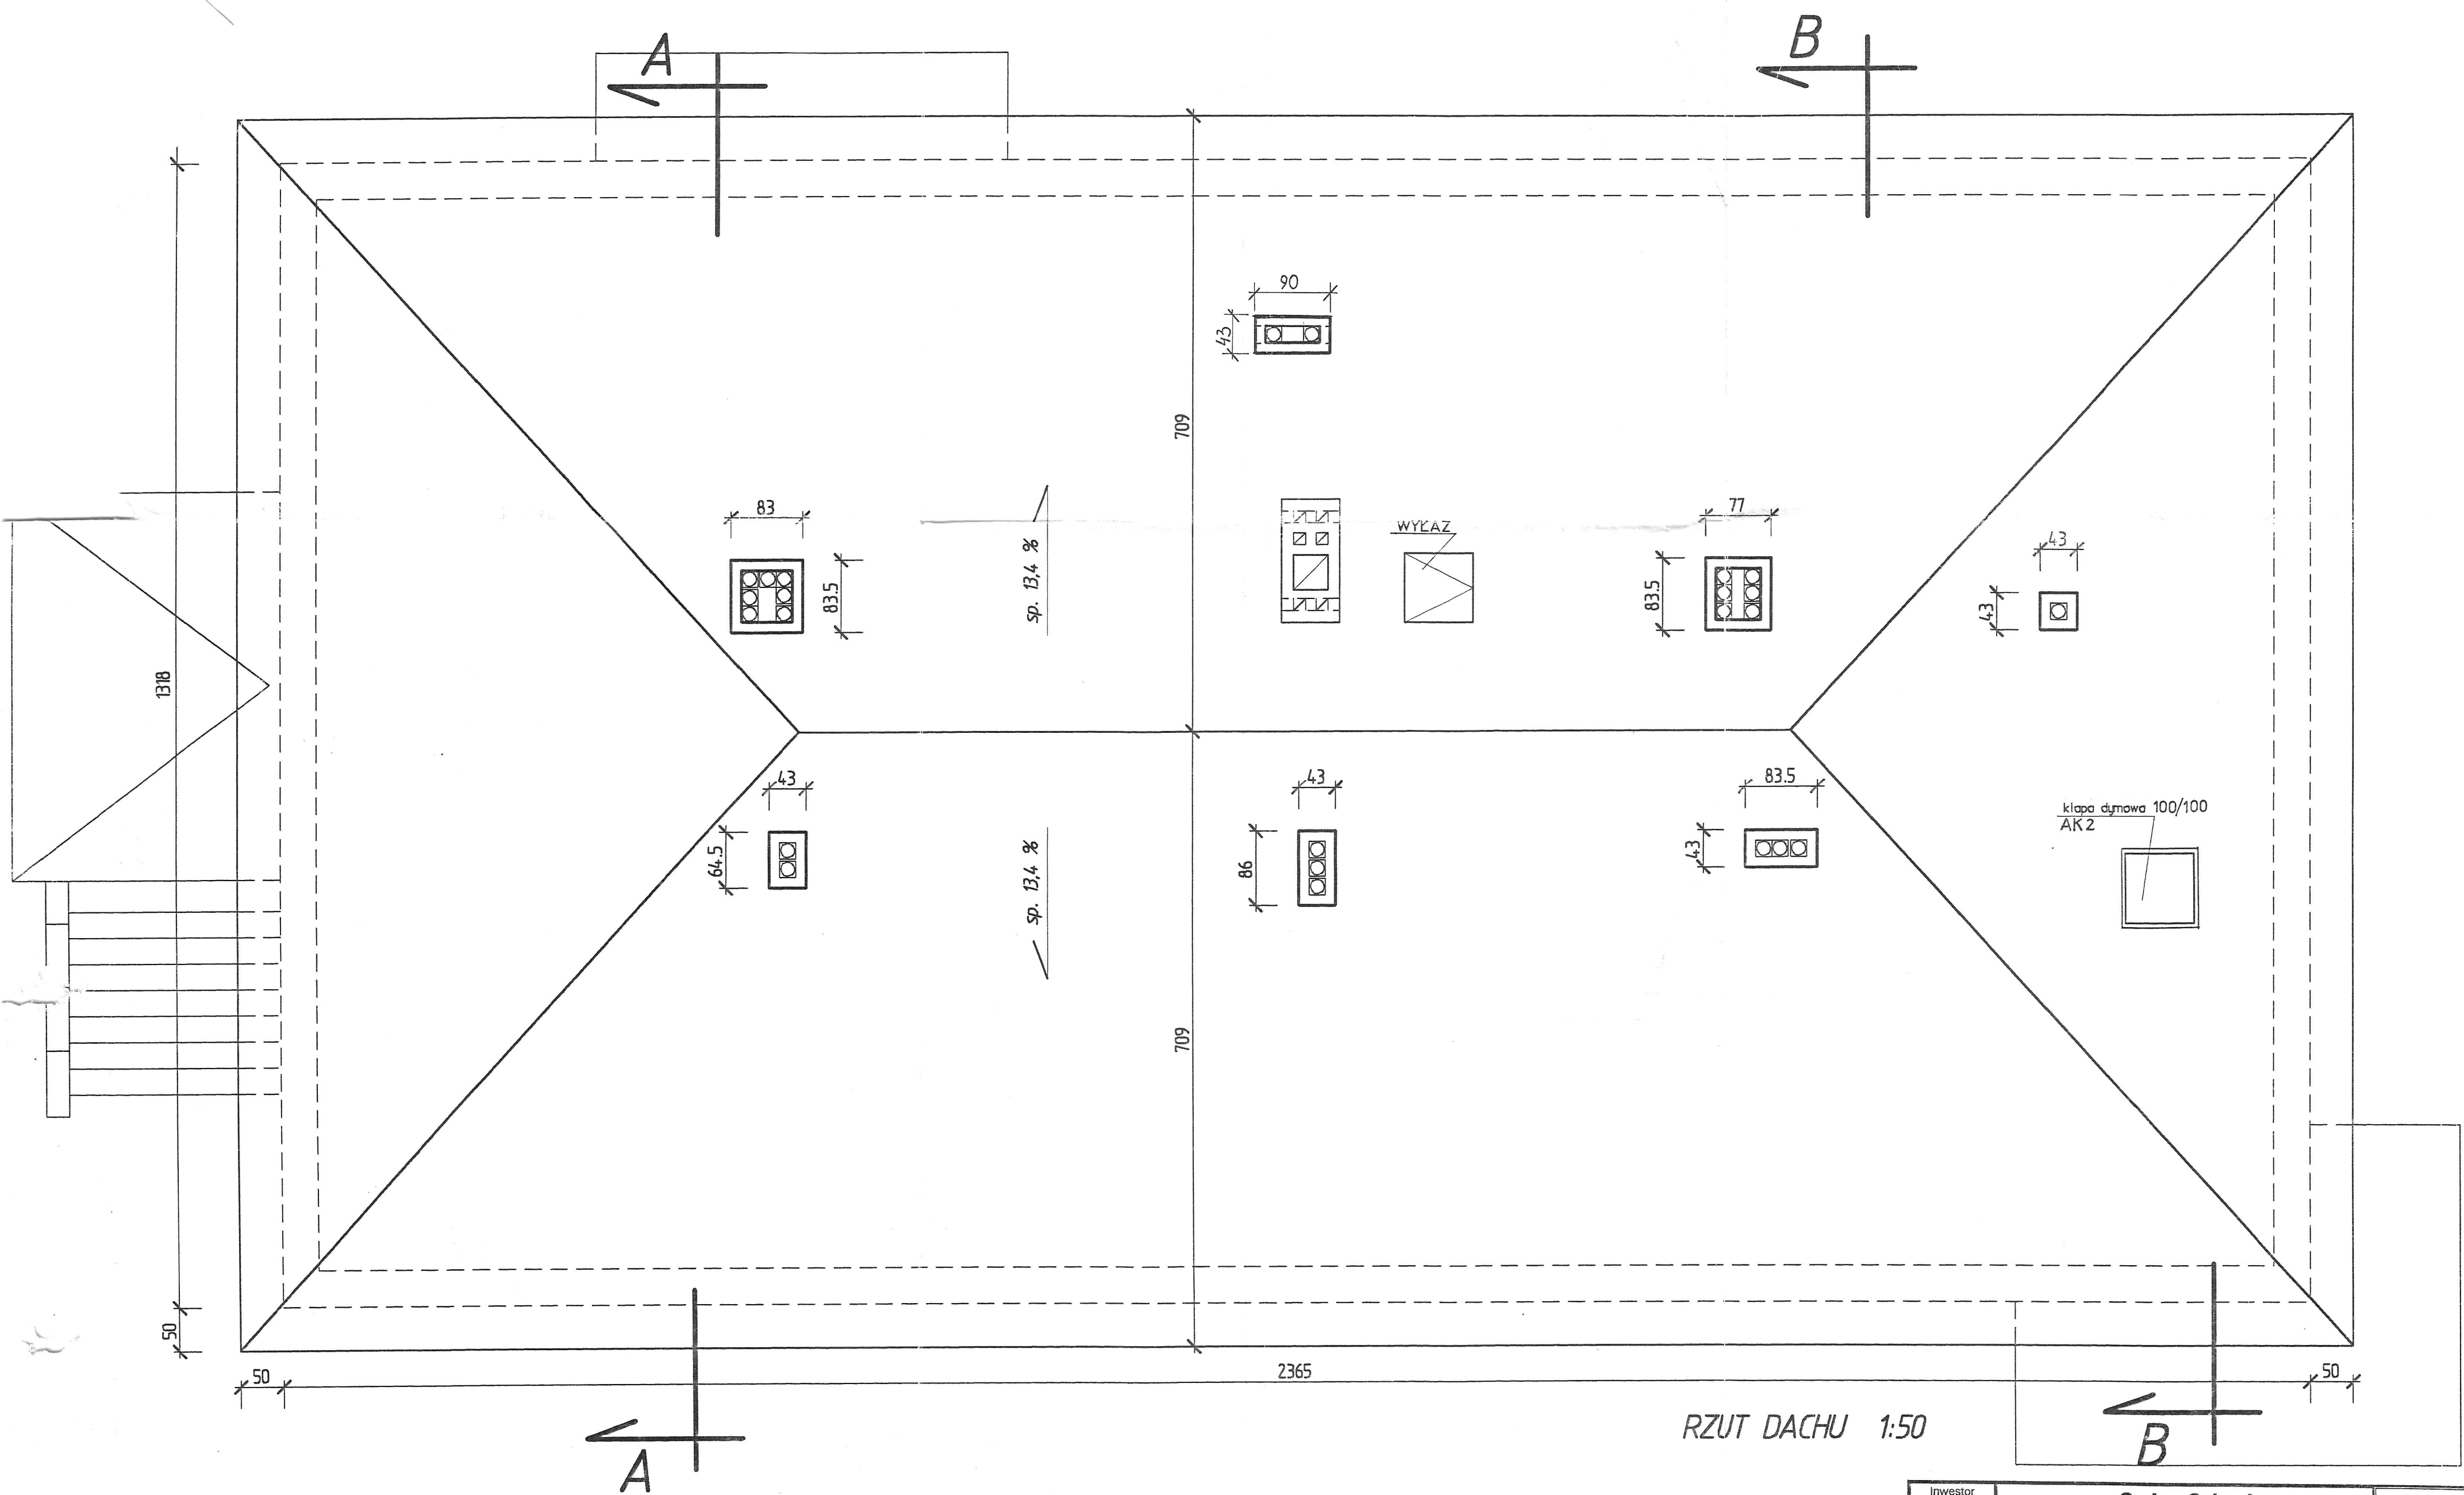 A
B
90
43
709
83
83.5
sp. 13,4 %
WYŁAZ
77
83.5
43
43
1318
43
64.5
43
86
83.5
43
sp. 13,4 %
klapa dymowa 100/100
AK2
709
50
50
2365
50
RZUT DACHU 1:50
A
B
Inwestor